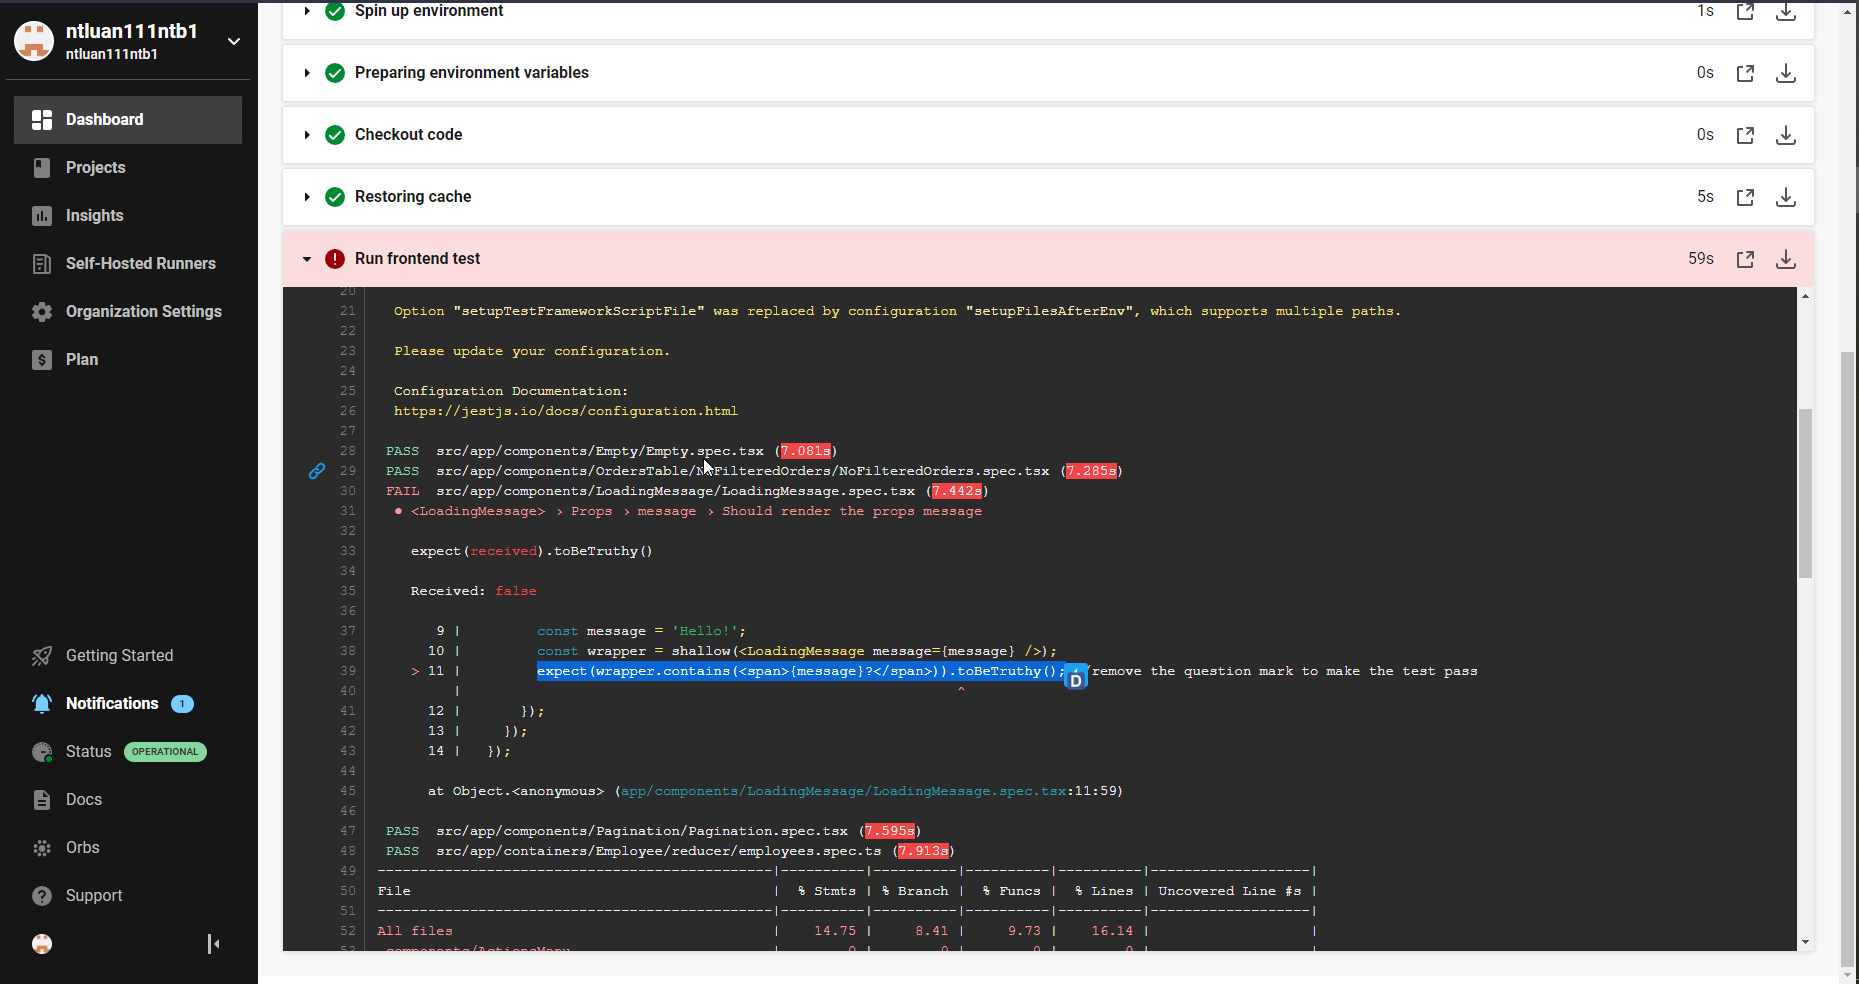 ntluan111ntb1
ntluan111ntb1
Dashboard
Projects
Insights
Self-Hosted Runners
Organization Settings
Plan
Getting Started
Notifications 1
Status OPERATIONAL
Docs
Orbs
Support
Spin up environment 1s
Preparing environment variables 0s
Checkout code 0s
Restoring cache 5s
Run frontend test 59s
20
21 Option "setupTestFrameworkScriptFile" was replaced by configuration "setupFilesAfterEnv", which supports multiple paths.
22
23 Please update your configuration.
24
25 Configuration Documentation:
26 https://jestjs.io/docs/configuration.html
27
28 PASS src/app/components/Empty/Empty.spec.tsx (7.081s)
29 PASS src/app/components/OrdersTable/NoFilteredOrders/NoFilteredOrders.spec.tsx (7.285s)
30 FAIL src/app/components/LoadingMessage/LoadingMessage.spec.tsx (7.442s)
31 ● <LoadingMessage> › Props › message › Should render the props message
32
33 expect(received).toBeTruthy()
34
35 Received: false
36
37 9 | const message = 'Hello!';
38 10 | const wrapper = shallow(<LoadingMessage message={message} />);
39 > 11 | expect(wrapper.contains(<span>{message}?</span>)).toBeTruthy(); D /remove the question mark to make the test pass
40 | ^
41 12 | });
42 13 | });
43 14 | });
44
45 at Object.<anonymous> (app/components/LoadingMessage/LoadingMessage.spec.tsx:11:59)
46
47 PASS src/app/components/Pagination/Pagination.spec.tsx (7.595s)
48 PASS src/app/containers/Employee/reducer/employees.spec.ts (7.913s)
49 -----------------------------------------------|----------|----------|----------|----------|-------------------|
50 File | % Stmts | % Branch | % Funcs | % Lines | Uncovered Line #s |
51 -----------------------------------------------|----------|----------|----------|----------|-------------------|
52 All files | 14.75 | 8.41 | 9.73 | 16.14 | |
53 components/ActionsMenu | 0 | 0 | 0 | 0 | |